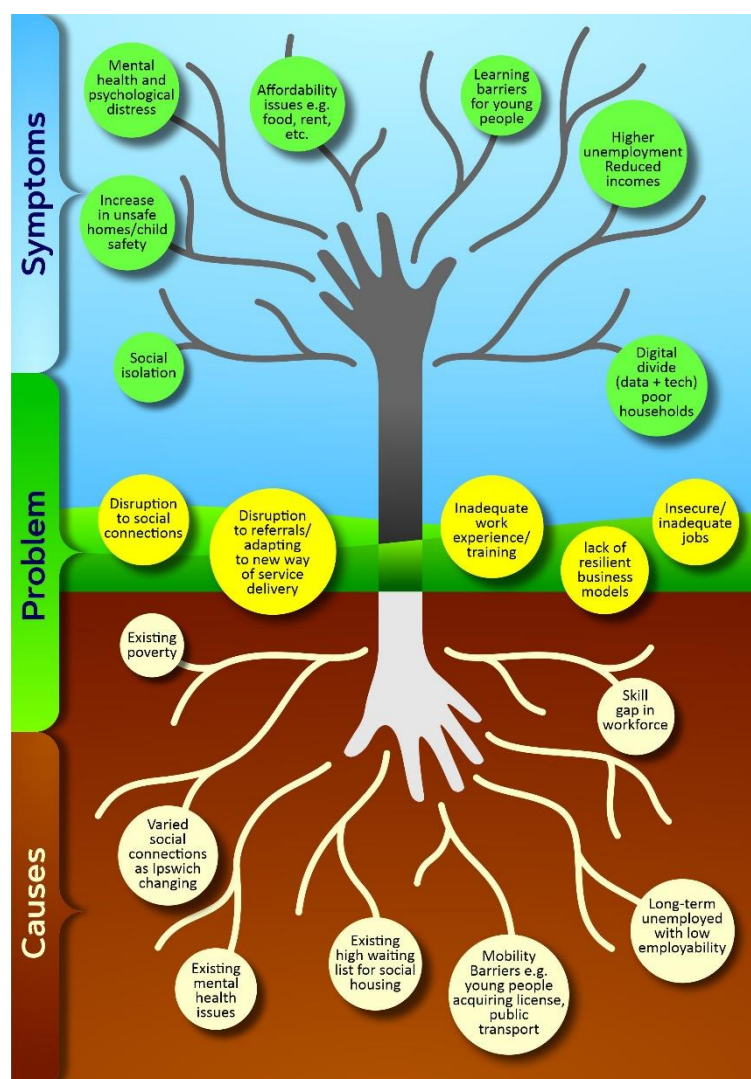 Symptoms
Mental
health and
psychological
distress
Affordability
issues e.g.
food, rent,
etc.
Learning
barriers
for young
people
Higher
unemployment
Reduced
incomes
Increase
in unsafe
homes/child
safety
Social
isolation
Digital
divide
(data + tech)
poor
households
Problem
Disruption
to social
connections
Disruption
to referrals/
adapting
to new way
of service
delivery
Inadequate
work
experience/
training
lack of
resilient
business
models
Insecure/
inadequate
jobs
Causes
Existing
poverty
Skill
gap in
workforce
Varied
social
connections
as Ipswich
changing
Existing
mental
health
issues
Existing
high waiting
list for social
housing
Mobility
Barriers e.g.
young people
acquiring license,
public
transport
Long-term
unemployed
with low
employability